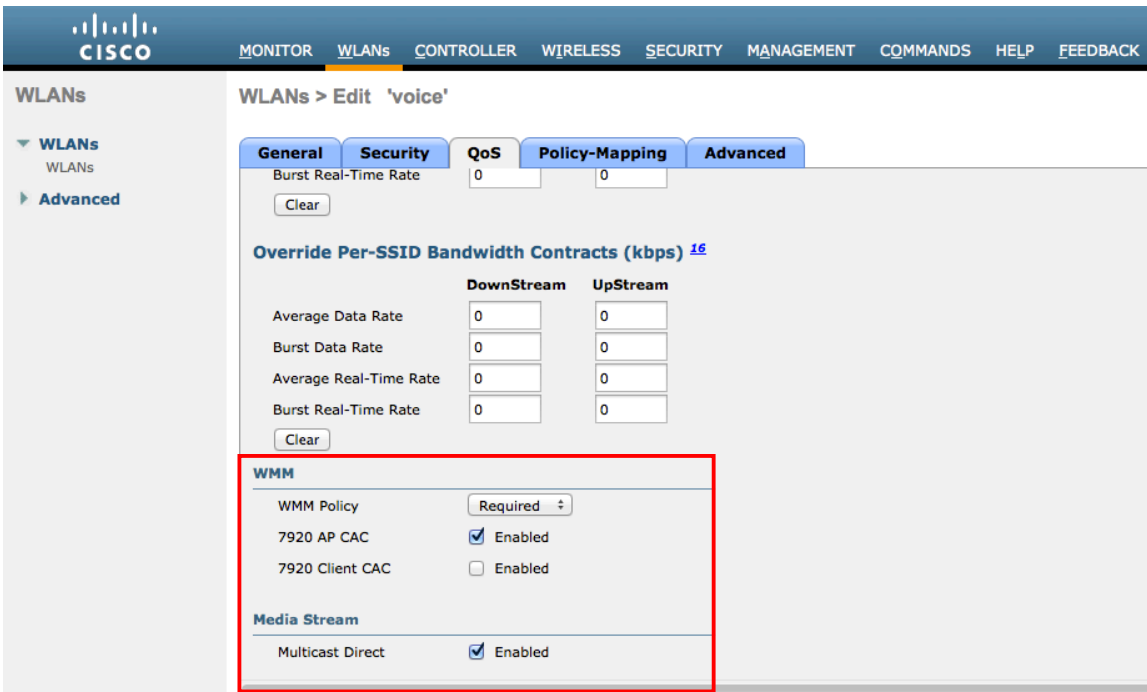 CISCO
MONITOR WLANs CONTROLLER WIRELESS SECURITY MANAGEMENT COMMANDS HELP FEEDBACK
WLANs
WLANs
WLANs
Advanced
WLANs > Edit 'voice'
General Security QoS Policy-Mapping Advanced
Burst Real-Time Rate 0 0
Clear
Override Per-SSID Bandwidth Contracts (kbps) 16
DownStream UpStream
Average Data Rate 0 0
Burst Data Rate 0 0
Average Real-Time Rate 0 0
Burst Real-Time Rate 0 0
Clear
WMM
WMM Policy Required
7920 AP CAC Enabled
7920 Client CAC Enabled
Media Stream
Multicast Direct Enabled